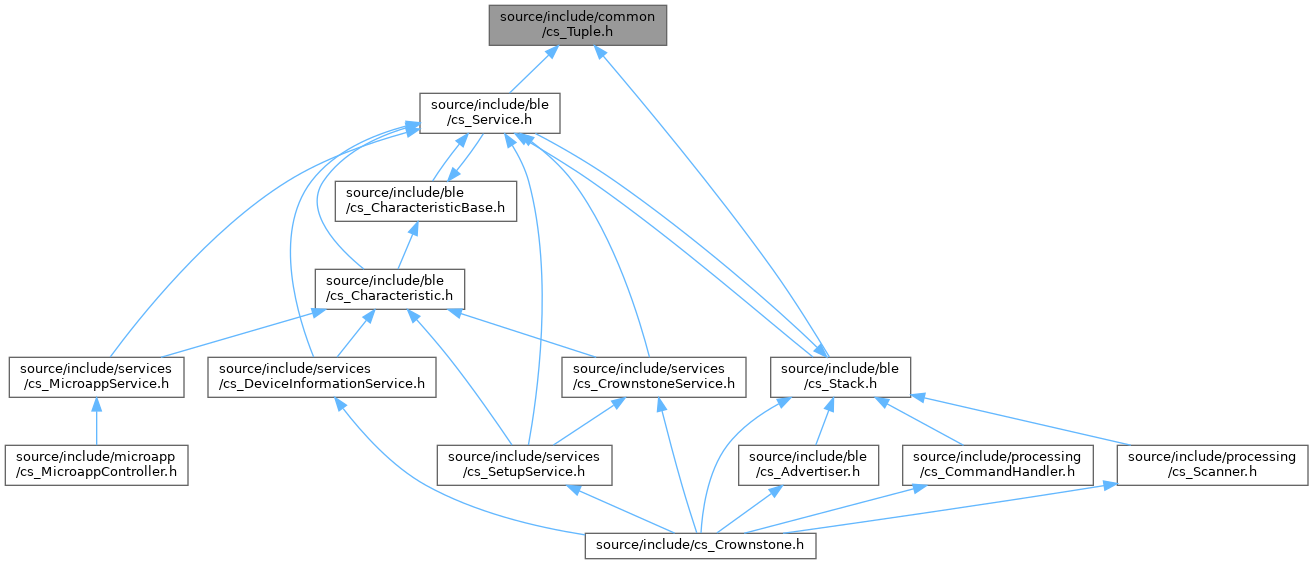 source/include/common
/cs_Tuple.h
source/include/ble
/cs_Service.h
source/include/ble
/cs_CharacteristicBase.h
source/include/ble
/cs_Characteristic.h
source/include/services
/cs_MicroappService.h
source/include/services
/cs_DeviceInformationService.h
source/include/services
/cs_CrownstoneService.h
source/include/ble
/cs_Stack.h
source/include/microapp
/cs_MicroappController.h
source/include/services
/cs_SetupService.h
source/include/ble
/cs_Advertiser.h
source/include/processing
/cs_CommandHandler.h
source/include/processing
/cs_Scanner.h
source/include/cs_Crownstone.h